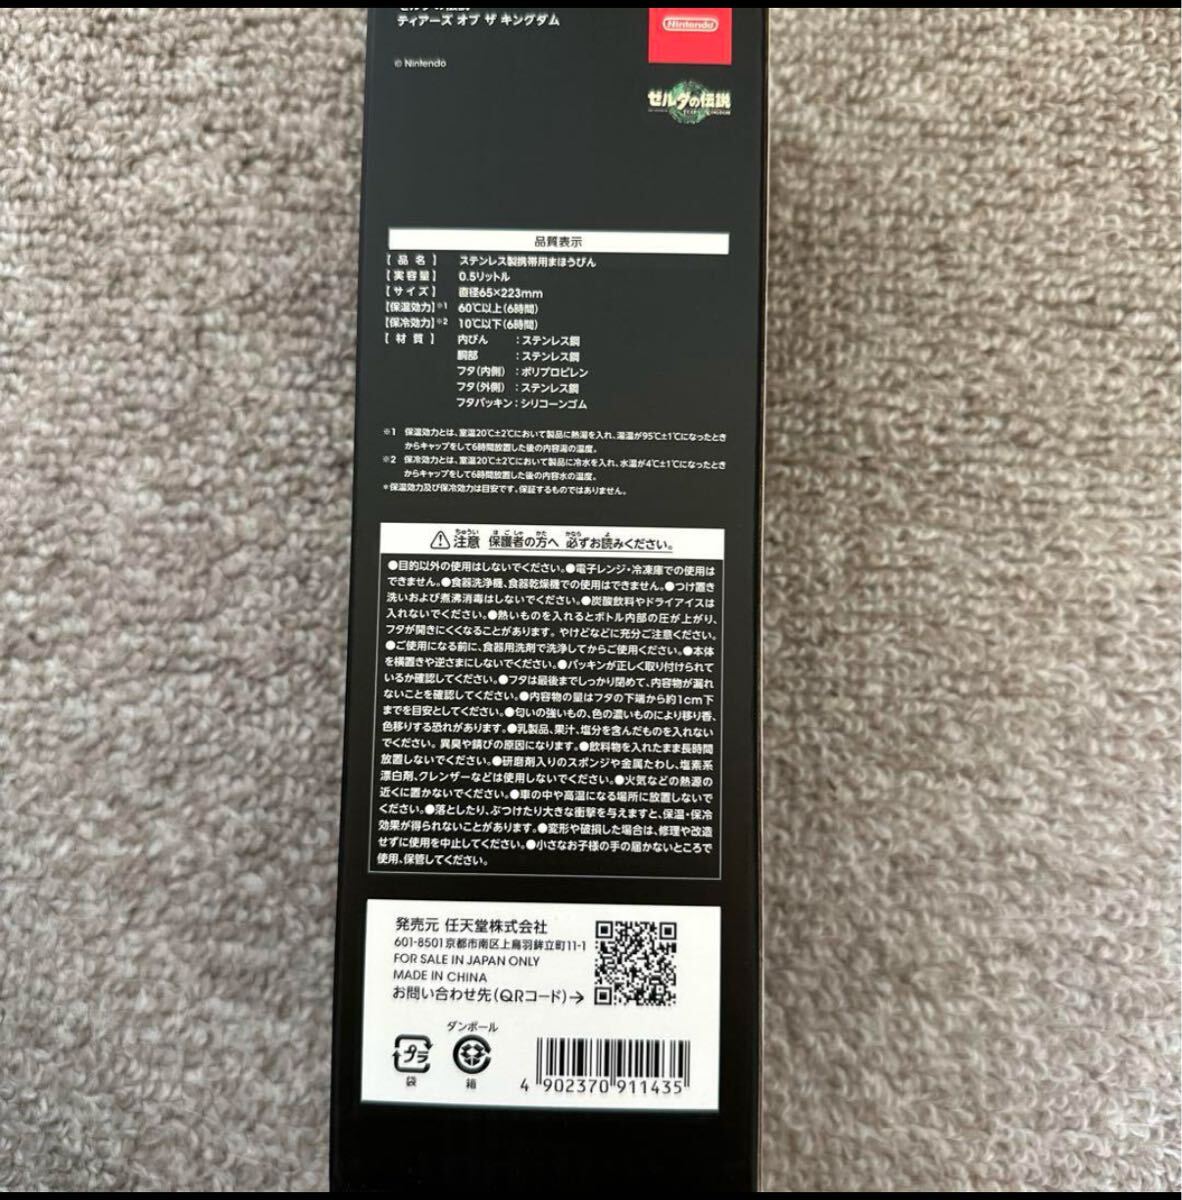 ティアーズ オブ ザ キングダム
© Nintendo
Nintendo
ゼルダの伝説
品質表示
【 品 名 】 ステンレス製携帯用まほうびん
【 実容量 】 0.5リットル
【 サイズ 】 直径65×223mm
【保温効力】※1 60℃以上(6時間)
【保冷効力】※2 10℃以下(6時間)
【 材 質 】 内びん :ステンレス鋼
胴部 :ステンレス鋼
フタ(内側) :ポリプロピレン
フタ(外側) :ステンレス鋼
フタパッキン:シリコーンゴム
※1 保温効力とは、室温20℃±2℃において製品に熱湯を入れ、湯温が95℃±1℃になったとき
からキャップをして6時間放置した後の内容湯の温度。
※2 保冷効力とは、室温20℃±2℃において製品に冷水を入れ、水温が4℃±1℃になったとき
からキャップをして6時間放置した後の内容水の温度。
＊保温効力及び保冷効力は目安です。保証するものではありません。
⚠注意 保護者の方へ 必ずお読みください。
●目的以外の使用はしないでください。●電子レンジ・冷凍庫での使用は
できません。●食器洗浄機、食器乾燥機での使用はできません。●つけ置き
洗いおよび煮沸消毒はしないでください。●炭酸飲料やドライアイスは
入れないでください。●熱いものを入れるとボトル内部の圧が上がり、
フタが開きにくくなることがあります。やけどなどに充分ご注意ください。
●ご使用になる前に、食器用洗剤で洗浄してからご使用ください。●本体
を横置きや逆さまにしないでください。●パッキンが正しく取り付けられて
いるか確認してください。●フタは最後までしっかり閉めて、内容物が漏れ
ないことを確認してください。●内容物の量はフタの下端から約1cm下
までを目安としてください。●匂いの強いもの、色の濃いものにより移り香、
色移りする恐れがあります。●乳製品、果汁、塩分を含んだものを入れない
でください。異臭や錆びの原因になります。●飲料物を入れたまま長時間
放置しないでください。●研磨剤入りのスポンジや金属たわし、塩素系
漂白剤、クレンザーなどは使用しないでください。●火気などの熱源の
近くに置かないでください。●車の中や高温になる場所に放置しないで
ください。●落としたり、ぶつけたり大きな衝撃を与えますと、保温・保冷
効果が得られないことがあります。●変形や破損した場合は、修理や改造
せずに使用を中止してください。●小さなお子様の手の届かないところで
使用、保管してください。
発売元 任天堂株式会社
601-8501京都市南区上鳥羽鉾立町11-1
FOR SALE IN JAPAN ONLY
MADE IN CHINA
お問い合わせ先(QRコード)→
ダンボール
プラ
袋
箱
4 902370 911435